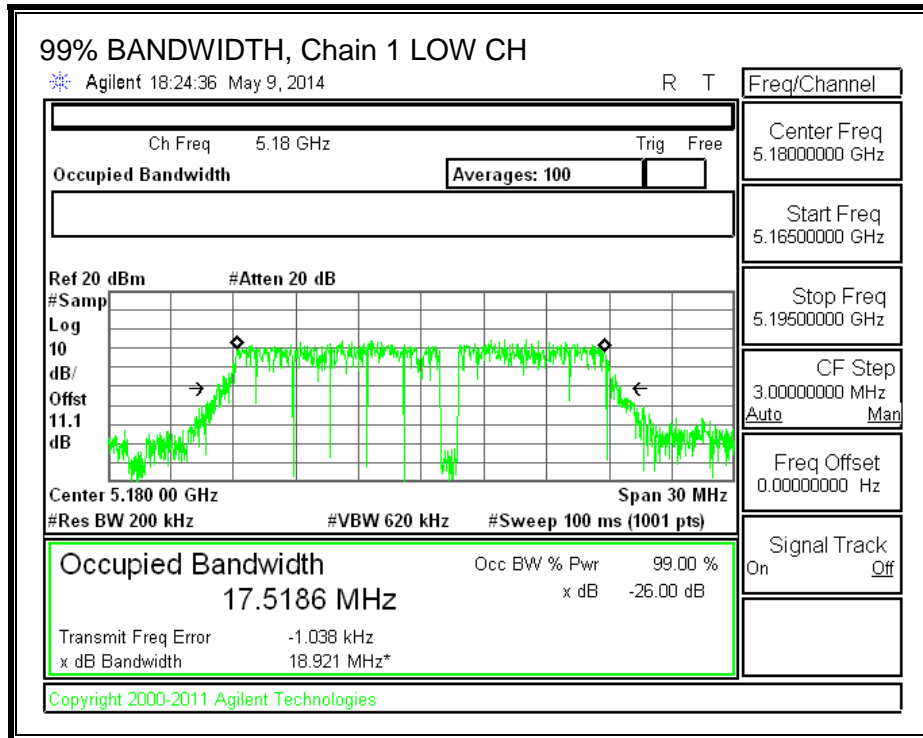 99% BANDWIDTH, Chain 1 LOW CH
Agilent 18:24:36 May 9, 2014 R T
Freq/Channel
Ch Freq 5.18 GHz Trig Free
Occupied Bandwidth Averages: 100
Center Freq
5.18000000 GHz
Start Freq
5.16500000 GHz
Stop Freq
5.19500000 GHz
CF Step
3.00000000 MHz
Auto Man
Freq Offset
0.00000000 Hz
Signal Track
On Off
Ref 20 dBm #Atten 20 dB
#Samp
Log
10
dB/
Offst
11.1
dB
Center 5.180 00 GHz Span 30 MHz
#Res BW 200 kHz #VBW 620 kHz #Sweep 100 ms (1001 pts)
Occupied Bandwidth Occ BW % Pwr 99.00 %
17.5186 MHz x dB -26.00 dB
Transmit Freq Error -1.038 kHz
x dB Bandwidth 18.921 MHz*
Copyright 2000-2011 Agilent Technologies